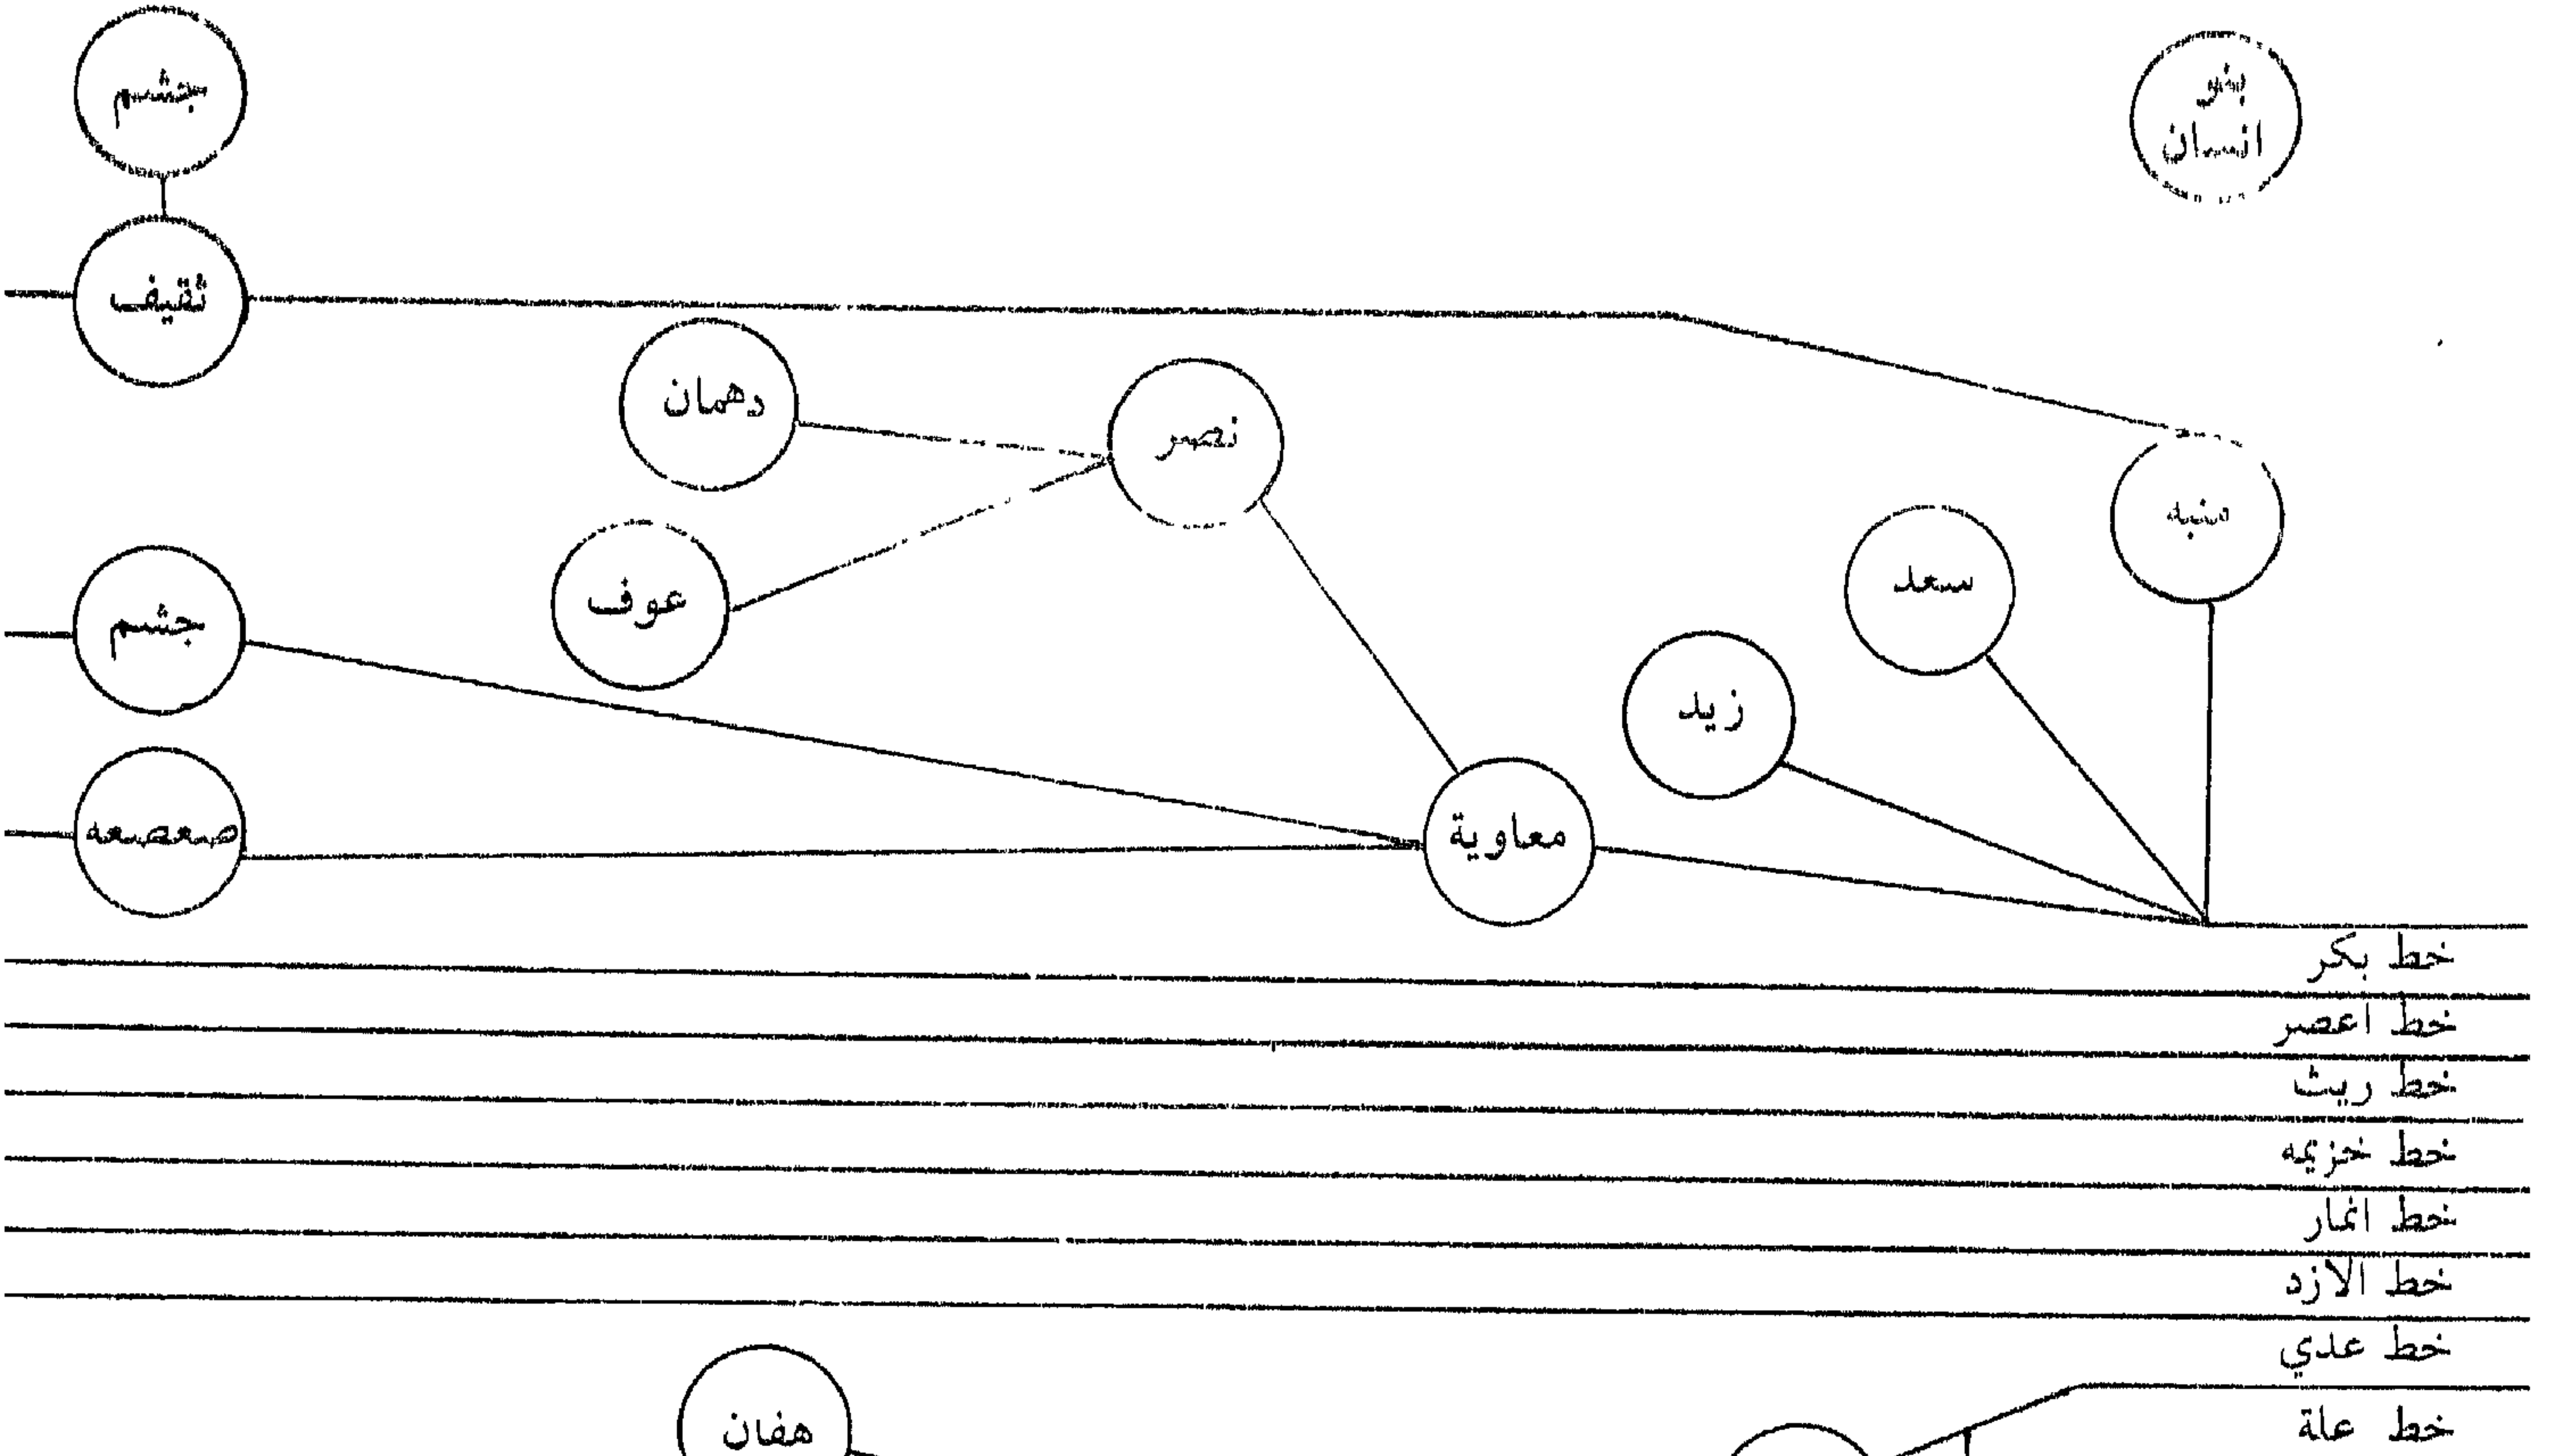 بنو
انسان
جشم
ثقيف
دهمان
نصر
منبه
سعد
عوف
جشم
زيد
معاوية
صعصعه
خط بكر
خط اعصر
خط ريث
خط خزيمه
خط انمار
خط الازد
خط عدي
خط علة
هفان